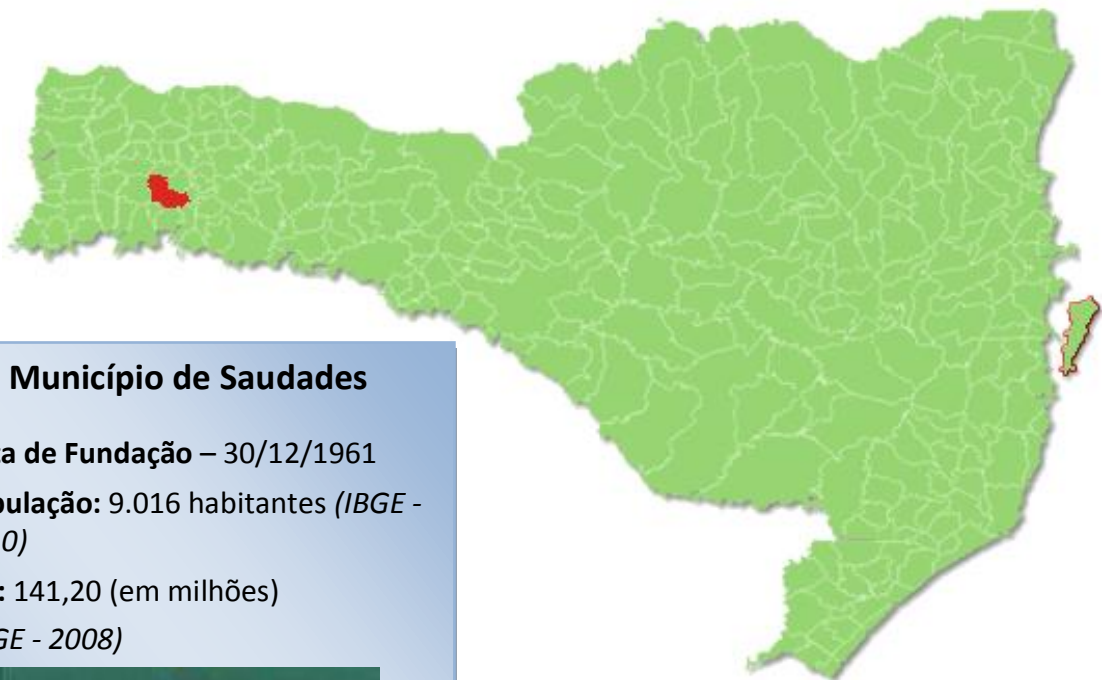 Município de Saudades
ta de Fundação – 30/12/1961
pulação: 9.016 habitantes (IBGE -
0)
: 141,20 (em milhões)
GE - 2008)